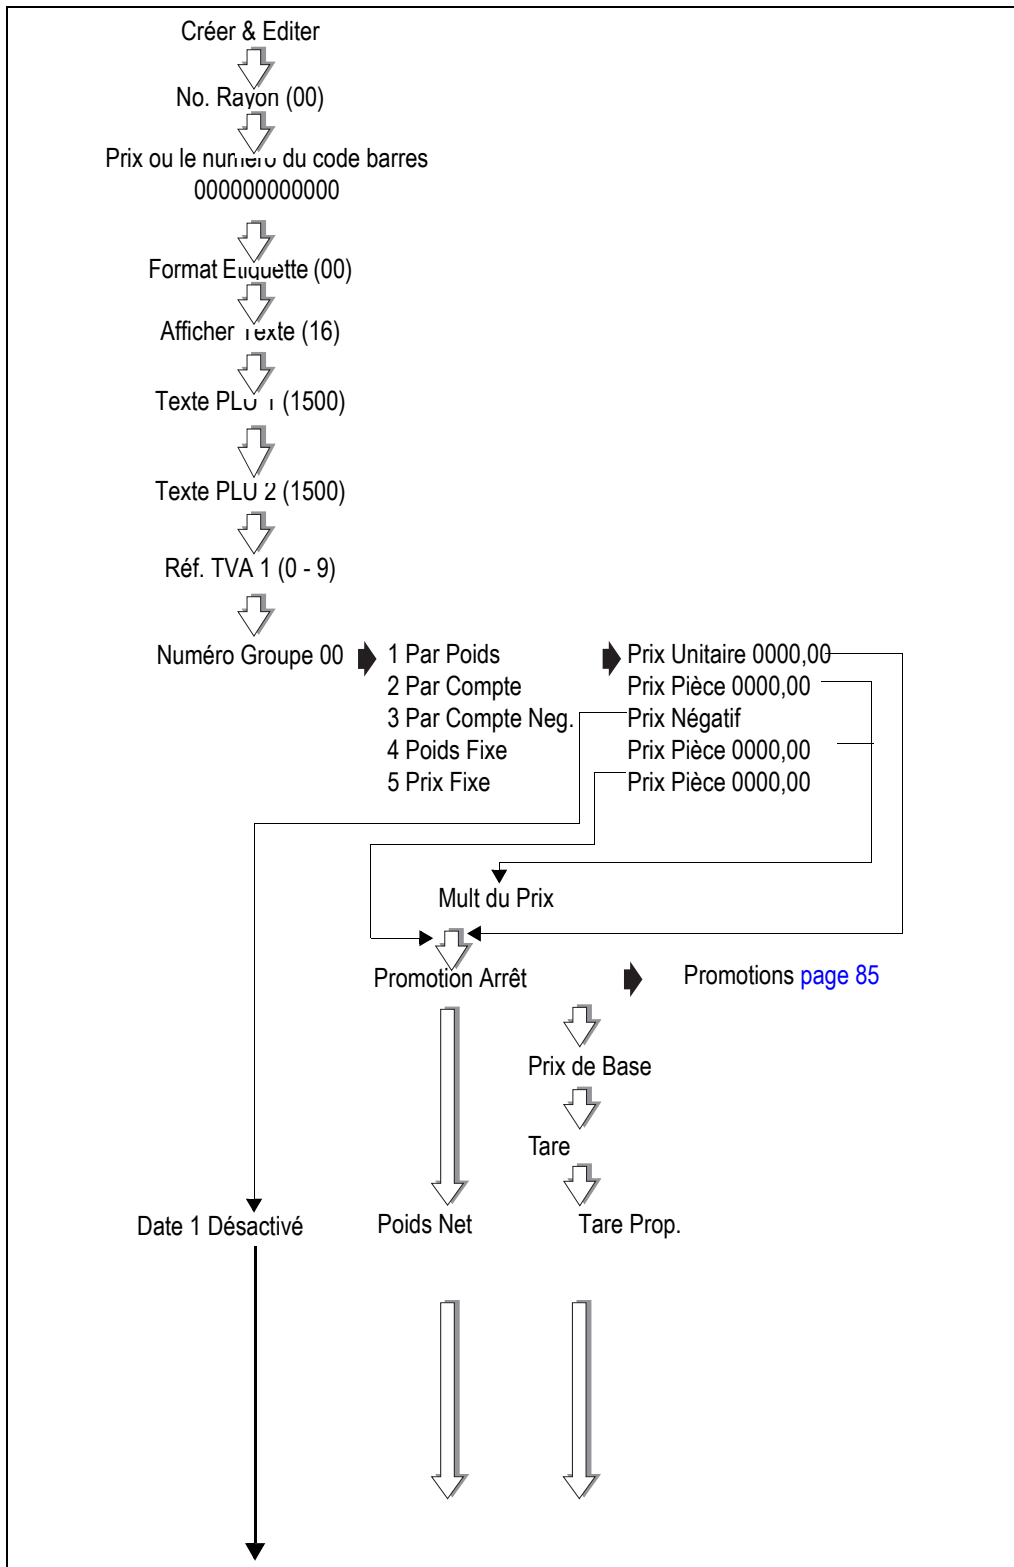 Créer & Editer
No. Rayon (00)
Prix ou le numéro du code barres
000000000000
Format Etiquette (00)
Afficher Texte (16)
Texte PLU 1 (1500)
Texte PLU 2 (1500)
Réf. TVA 1 (0 - 9)
Numéro Groupe 00
1 Par Poids
Prix Unitaire 0000,00
2 Par Compte
Prix Pièce 0000,00
3 Par Compte Neg.
Prix Négatif
4 Poids Fixe
Prix Pièce 0000,00
5 Prix Fixe
Prix Pièce 0000,00
Mult du Prix
Promotion Arrêt
Promotions page 85
Prix de Base
Tare
Date 1 Désactivé
Poids Net
Tare Prop.